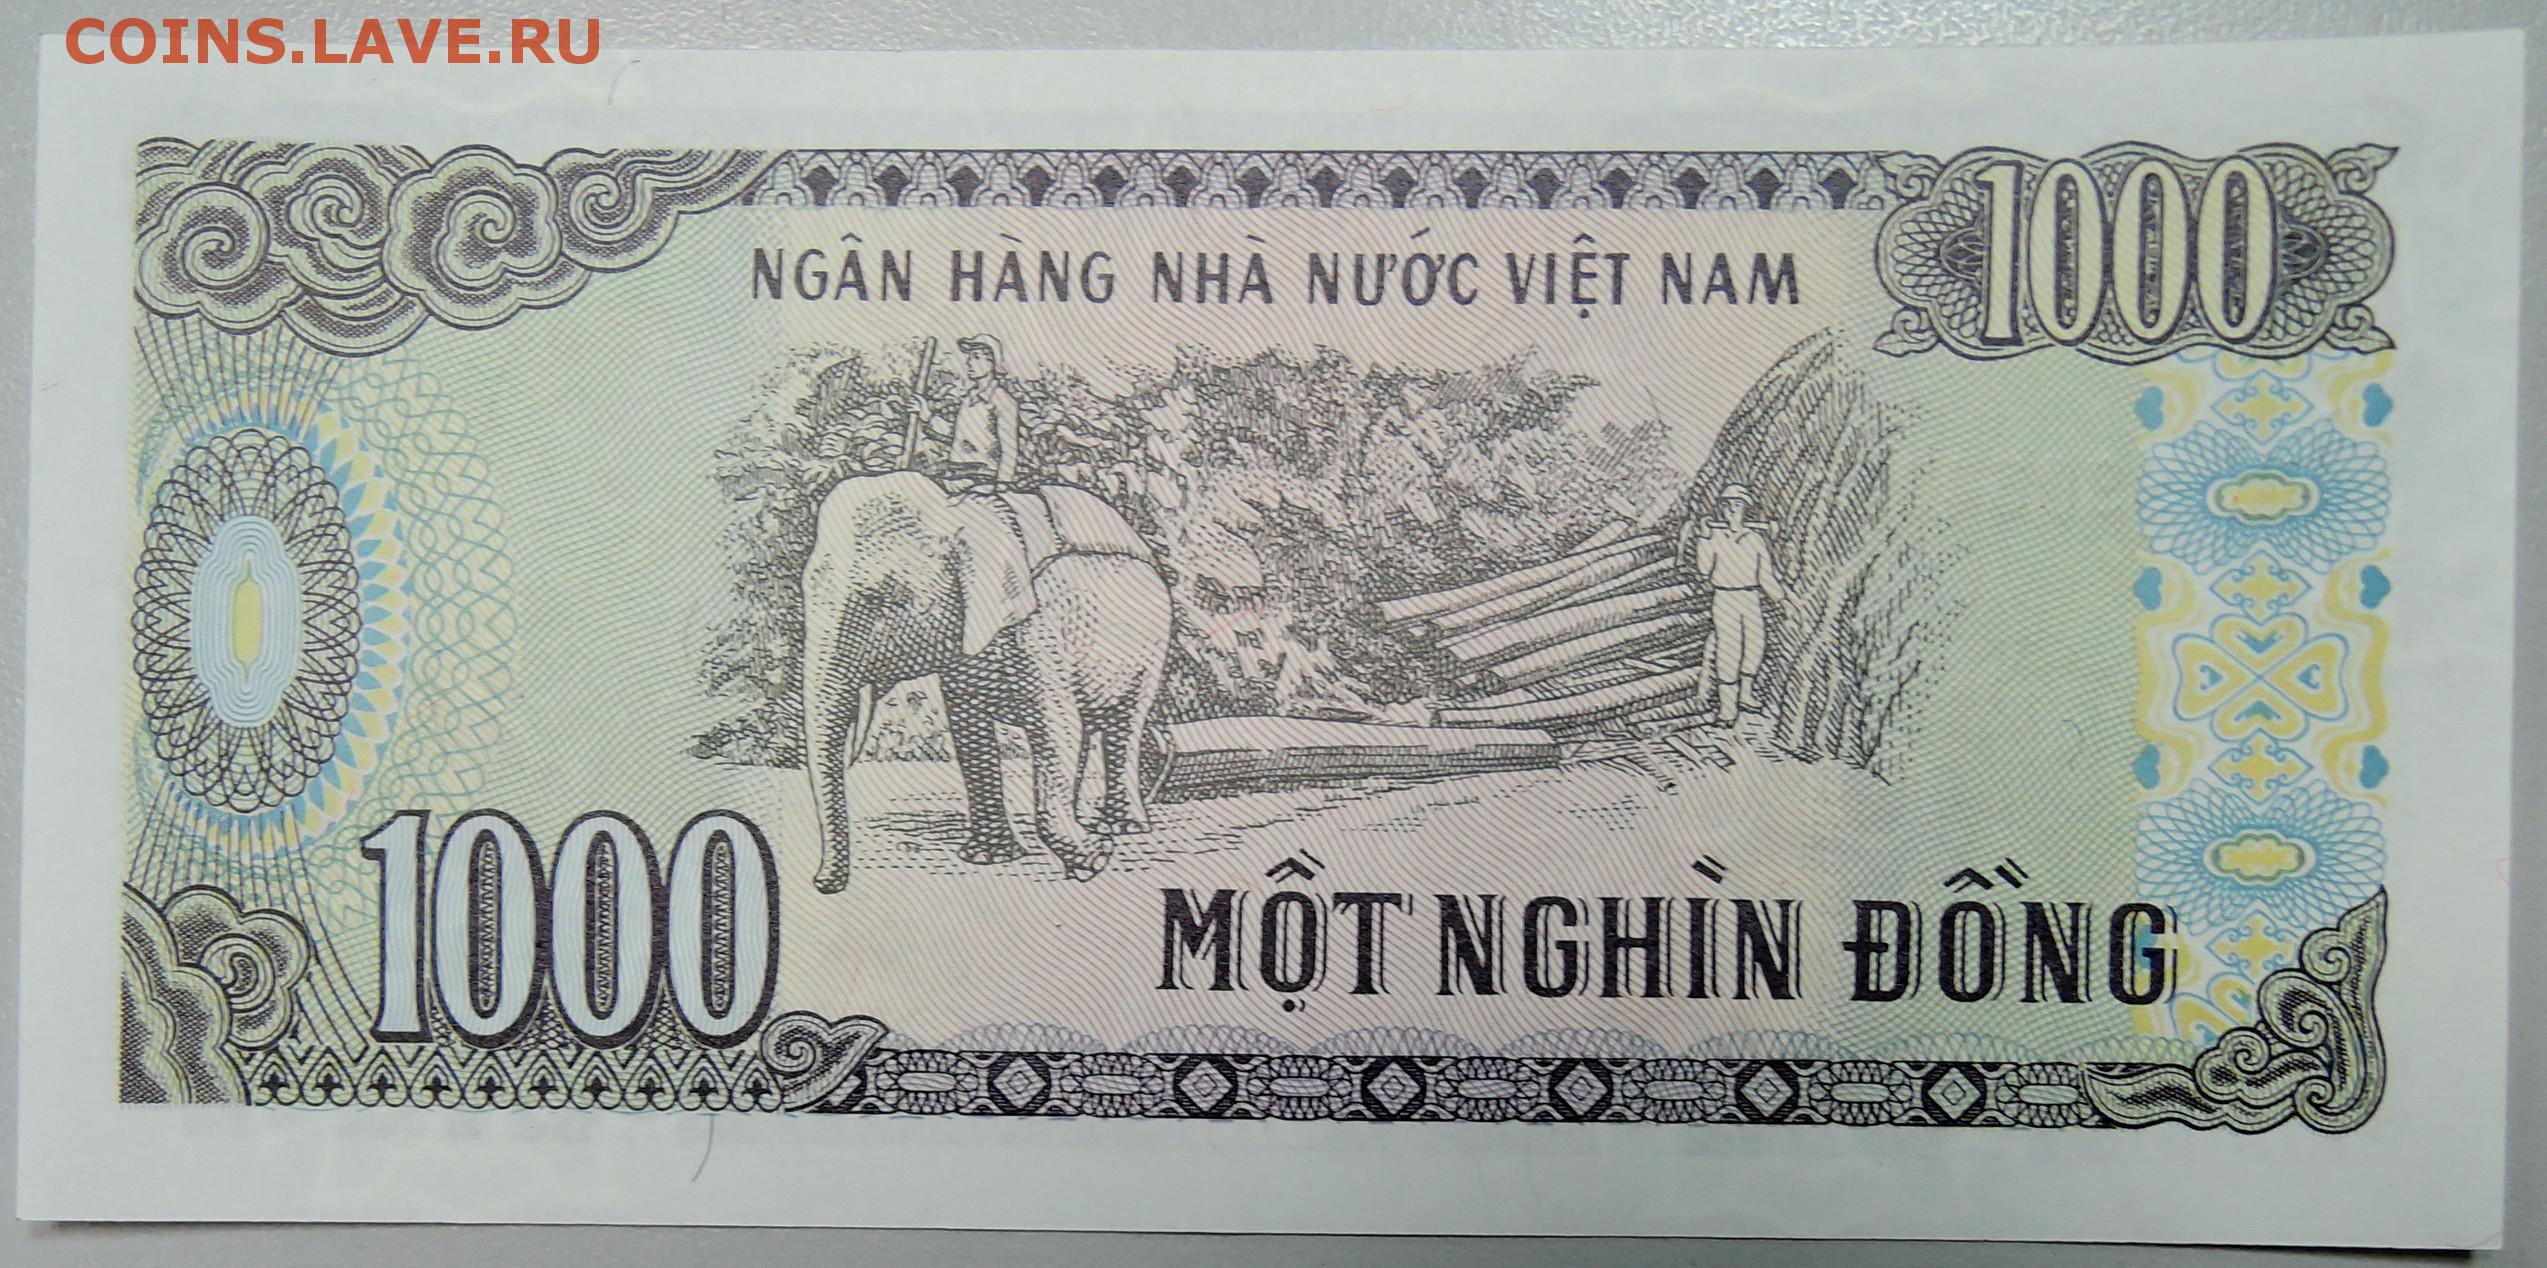 COINS.LAVE.RU
1000
NGÂN HÀNG NHÀ NƯỚC VIỆT NAM
1000
MỘT NGHÌN ĐỒNG